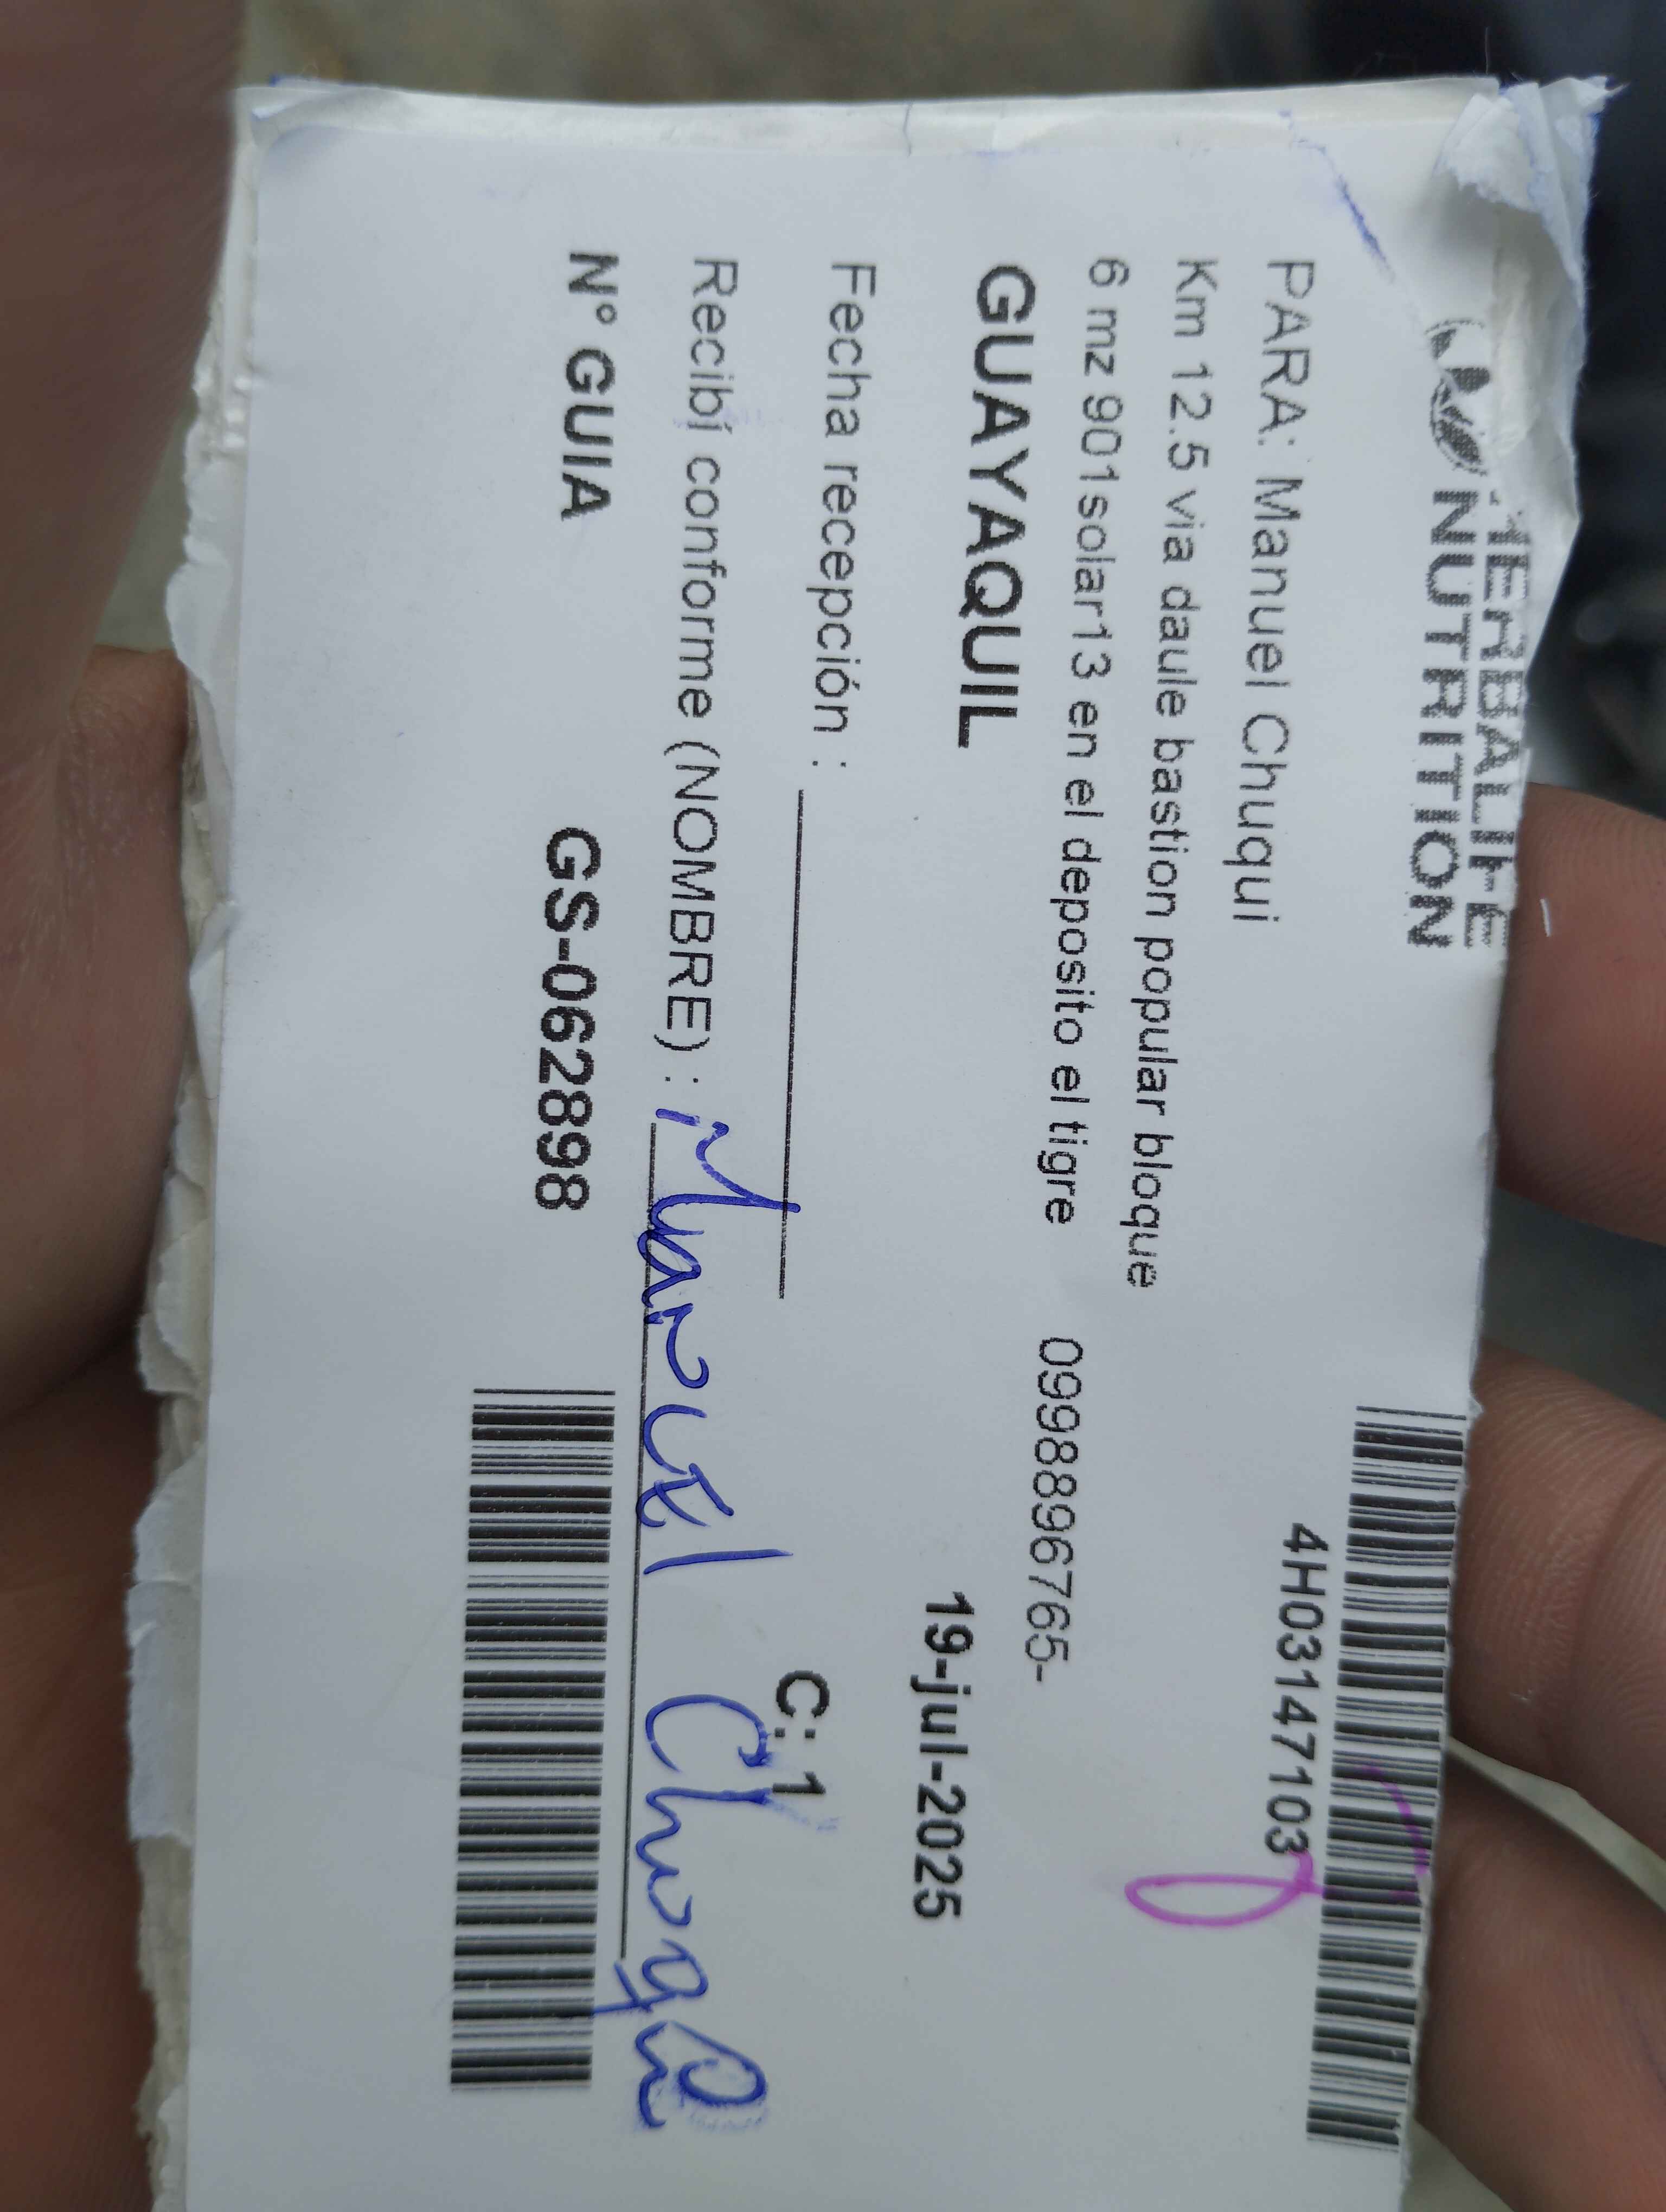 HERBALIFE
NUTRITION
4H03147103
PARA: Manuel Chuqui
Km 12.5 via daule bastion popular bloque
6 mz 901solar13 en el deposito el tigre 0998896765-
GUAYAQUIL 19-jul-2025
Fecha recepción :
C: 1
Recibí conforme (NOMBRE) : Manuel Chuqui
Nº GUIA GS-062898